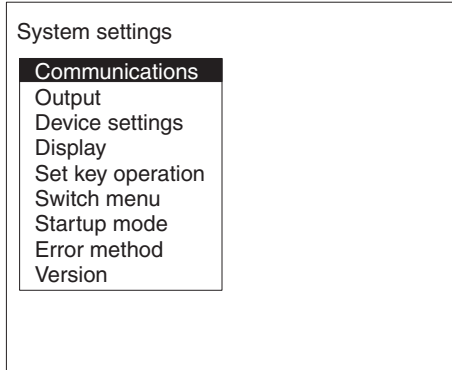 System settings
Communications
Output
Device settings
Display
Set key operation
Switch menu
Startup mode
Error method
Version